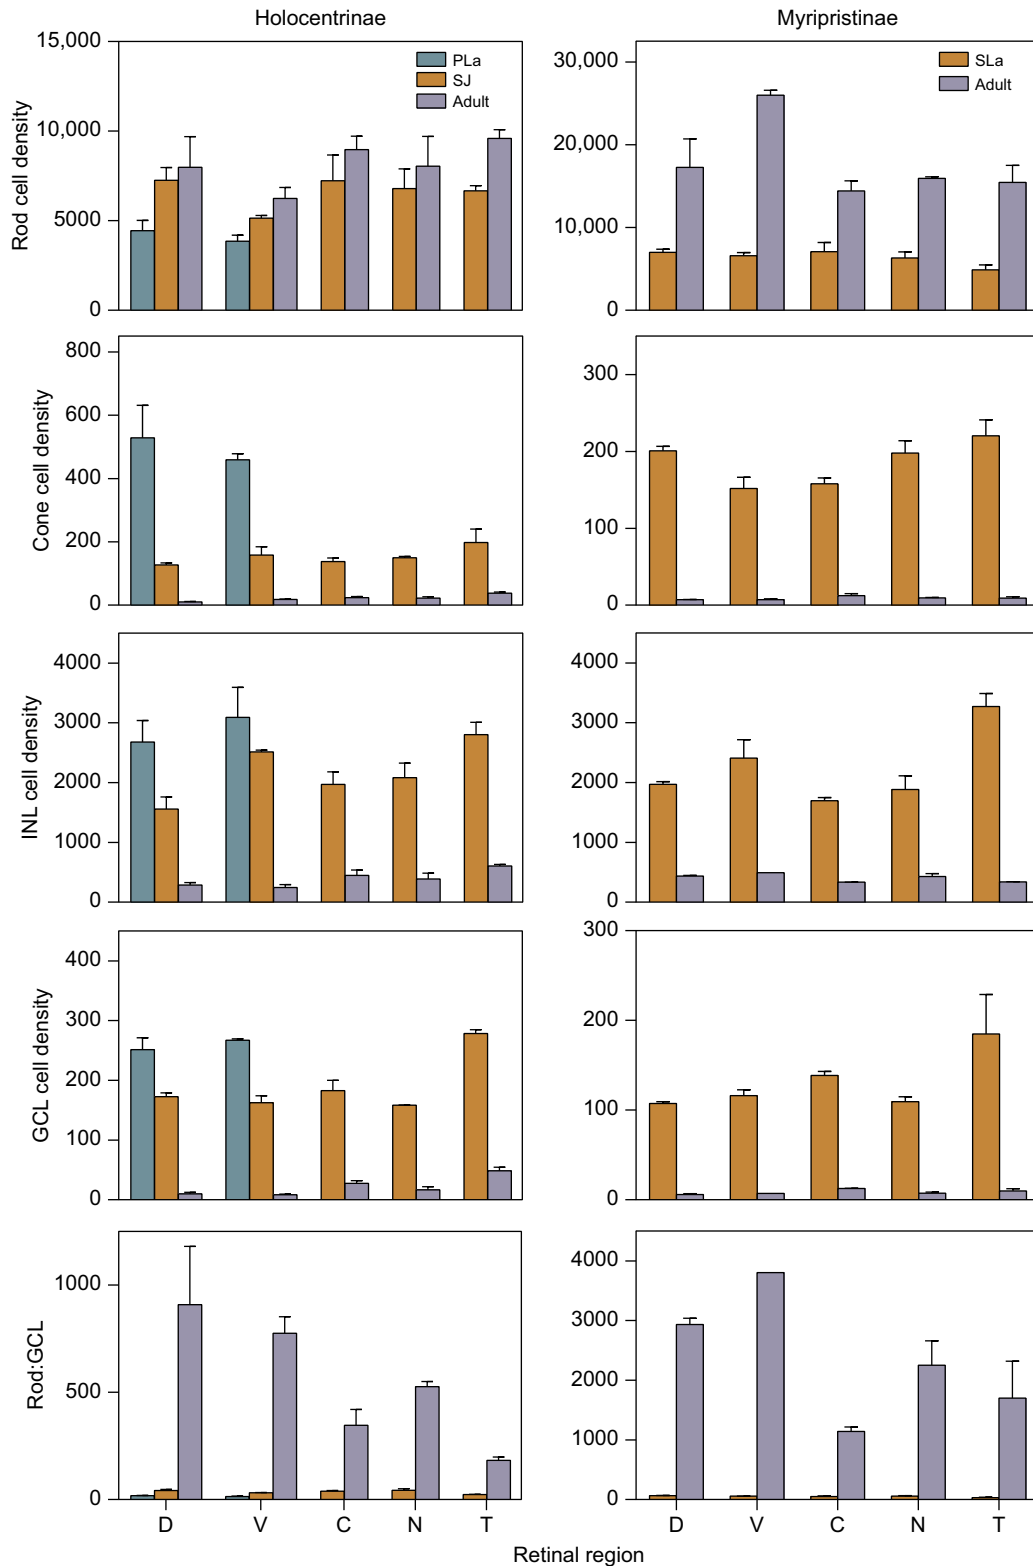 Holocentrinae
Myripristinae
Rod cell density
15,000
10,000
5000
0
PLa
SJ
Adult
30,000
20,000
10,000
0
SLa
Adult
Cone cell density
800
600
400
200
0
300
200
100
0
INL cell density
4000
3000
2000
1000
0
4000
3000
2000
1000
0
GCL cell density
400
300
200
100
0
300
200
100
0
Rod:GCL
1000
500
0
4000
3000
2000
1000
0
D V C N T
D V C N T
Retinal region